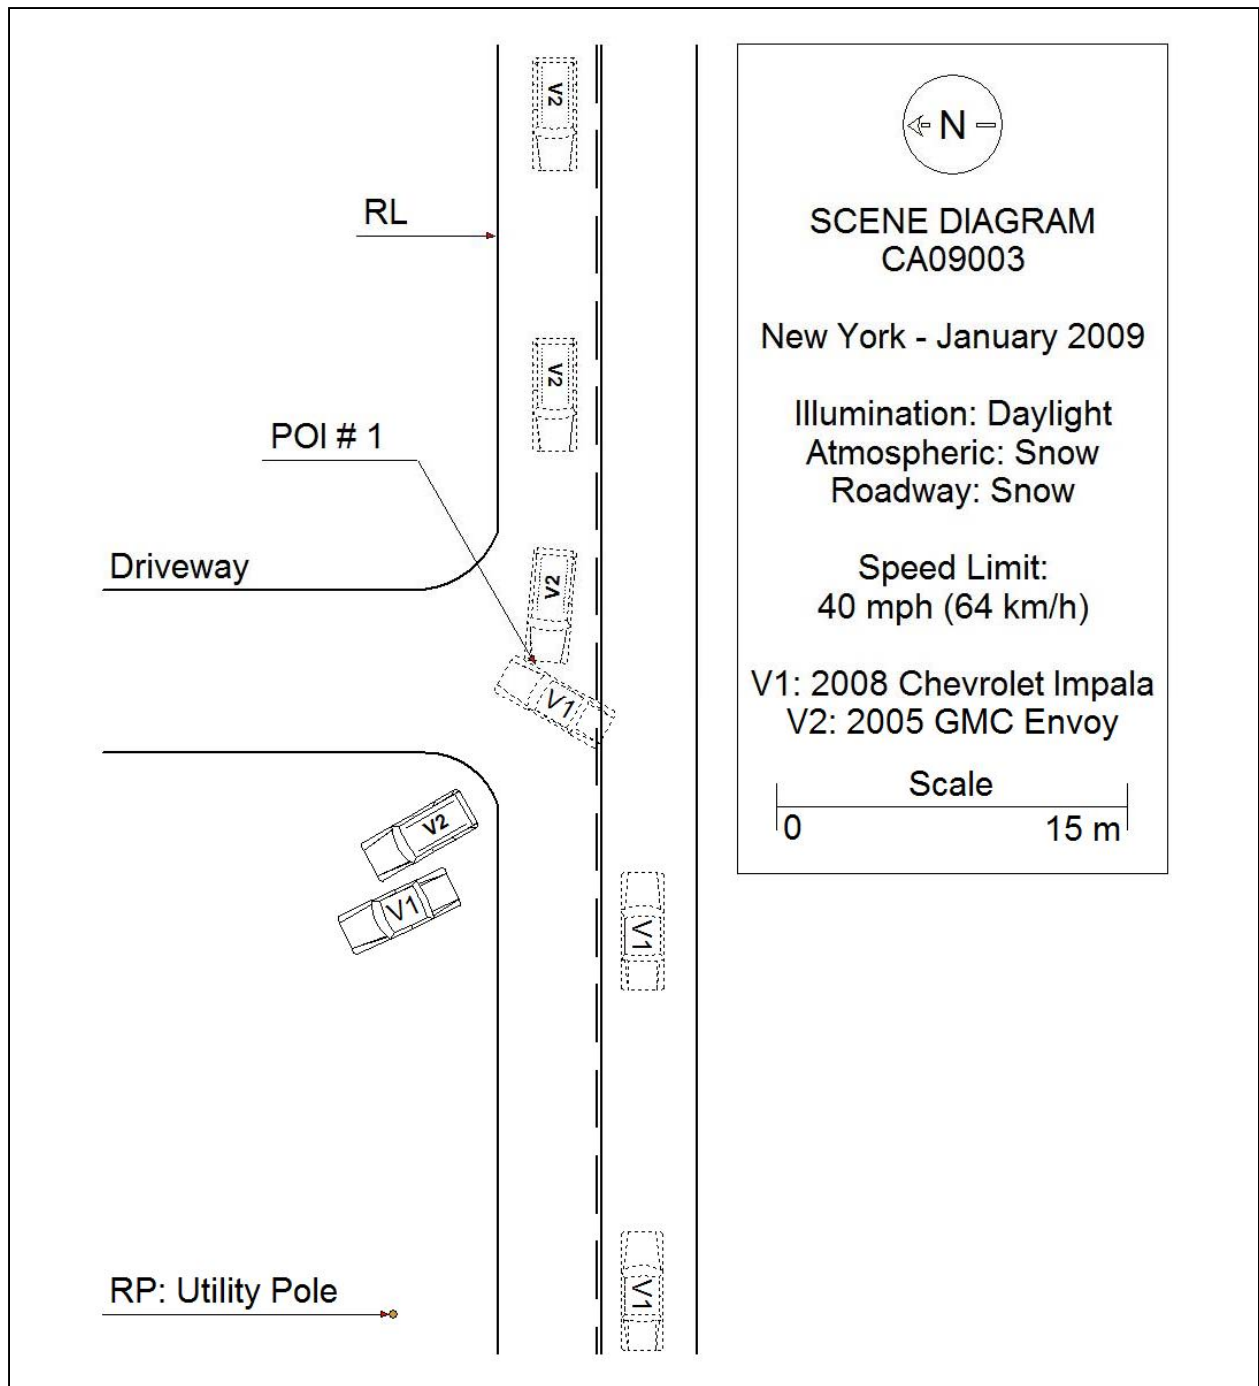 V2
N
RL
SCENE DIAGRAM
CA09003
New York - January 2009
V2
Illumination: Daylight
Atmospheric: Snow
Roadway: Snow
POI # 1
Driveway
V2
Speed Limit:
40 mph (64 km/h)
V1
V1: 2008 Chevrolet Impala
V2: 2005 GMC Envoy
Scale
0 15 m
V2
V1
V1
RP: Utility Pole
V1